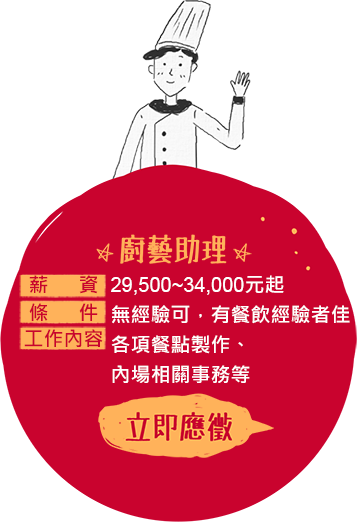 廚藝助理
薪資 29,500~34,000元起
條件 無經驗可，有餐飲經驗者佳
工作內容 各項餐點製作、
內場相關事務等
立即應徵